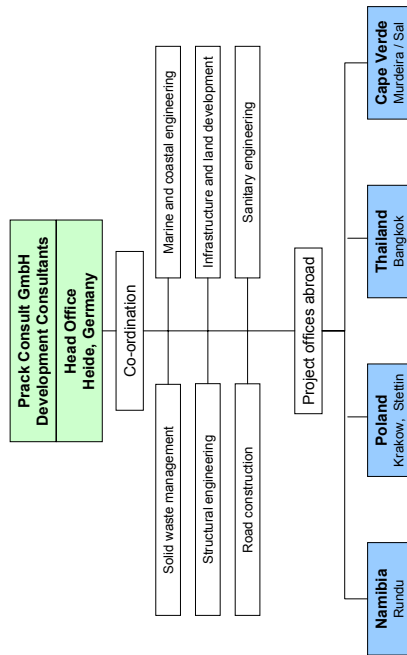 Prack Consult GmbH
Development Consultants
Head Office
Heide, Germany
Co-ordination
Solid waste management
Marine and coastal engineering
Structural engineering
Infrastructure and land development
Road construction
Sanitary engineering
Project offices abroad
Namibia
Rundu
Poland
Krakow, Stettin
Thailand
Bangkok
Cape Verde
Murdeira / Sal